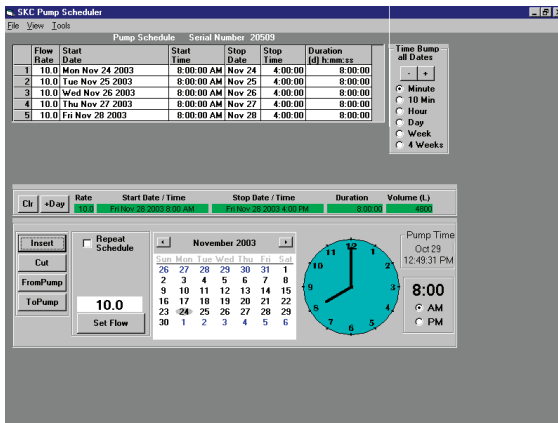 SKC Pump Scheduler
File View Tools
Pump Schedule Serial Number 20509
Flow Rate Start Date Start Time Stop Date Stop Time Duration (d) h:mm:ss
1 10.0 Mon Nov 24 2003 8:00:00 AM Nov 24 4:00:00 8:00:00
2 10.0 Tue Nov 25 2003 8:00:00 AM Nov 25 4:00:00 8:00:00
3 10.0 Wed Nov 26 2003 8:00:00 AM Nov 26 4:00:00 8:00:00
4 10.0 Thu Nov 27 2003 8:00:00 AM Nov 27 4:00:00 8:00:00
5 10.0 Fri Nov 28 2003 8:00:00 AM Nov 28 4:00:00 8:00:00
Time Bump
all Dates
- +
Minute
10 Min
Hour
Day
Week
4 Weeks
Clr +Day
Rate Start Date / Time Stop Date / Time Duration Volume (L)
10.0 Fri Nov 28 2003 8:00 AM Fri Nov 28 2003 4:00 PM 8:00:00 4800
Insert
Cut
FromPump
ToPump
Repeat
Schedule
10.0
Set Flow
November 2003
Sun Mon Tue Wed Thu Fri Sat
26 27 28 29 30 31 1
2 3 4 5 6 7 8
9 10 11 12 13 14 15
16 17 18 19 20 21 22
23 24 25 26 27 28 29
30 1 2 3 4 5 6
11 12 1
10 2
9 3
8 4
7 6 5
Pump Time
Oct 29
12:49:31 PM
8:00
AM
PM